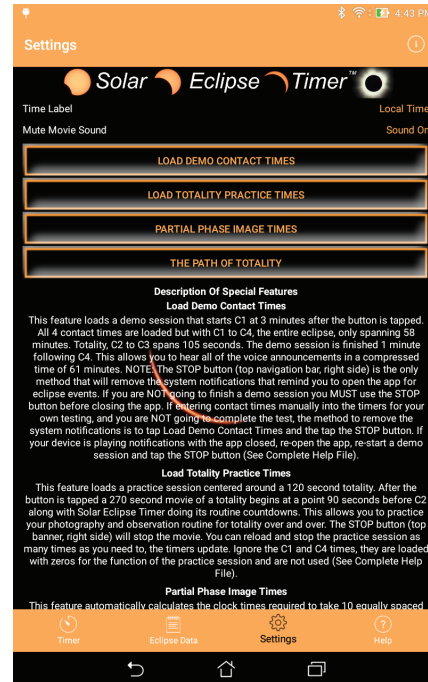 4:43 PM
Settings
Solar Eclipse Timer™
Time Label Local Time
Mute Movie Sound Sound On
LOAD DEMO CONTACT TIMES
LOAD TOTALITY PRACTICE TIMES
PARTIAL PHASE IMAGE TIMES
THE PATH OF TOTALITY
Description Of Special Features
Load Demo Contact Times
This feature loads a demo session that starts C1 at 3 minutes after the button is tapped.
All 4 contact times are loaded but with C1 to C4, the entire eclipse, only spanning 58
minutes. Totality, C2 to C3 spans 105 seconds. The demo session is finished 1 minute
following C4. This allows you to hear all of the voice announcements in a compressed
time of 61 minutes. NOTE: The STOP button (top navigation bar, right side) is the only
method that will remove the system notifications that remind you to open the app for
eclipse events. If you are NOT going to finish a demo session you MUST use the STOP
button before closing the app. If entering contact times manually into the timers for your
own testing, and you are NOT going to complete the test, the method to remove the
system notifications is to tap Load Demo Contact Times and the tap the STOP button. If
your device is playing notifications with the app closed, re-open the app, re-start a demo
session and tap the STOP button (See Complete Help File).
Load Totality Practice Times
This feature loads a practice session centered around a 120 second totality. After the
button is tapped a 270 second movie of a totality begins at a point 90 seconds before C2
along with Solar Eclipse Timer doing its routine countdowns. This allows you to practice
your photography and observation routine for totality over and over. The STOP button (top
banner, right side) will stop the movie. You can reload and stop the practice session as
many times as you need to, the timers update. Ignore the C1 and C4 times, they are loaded
with zeros for the function of the practice session and are not used (See Complete Help
File).
Partial Phase Image Times
This feature automatically calculates the clock times required to take 10 equally spaced
Timer Eclipse Data Settings Help